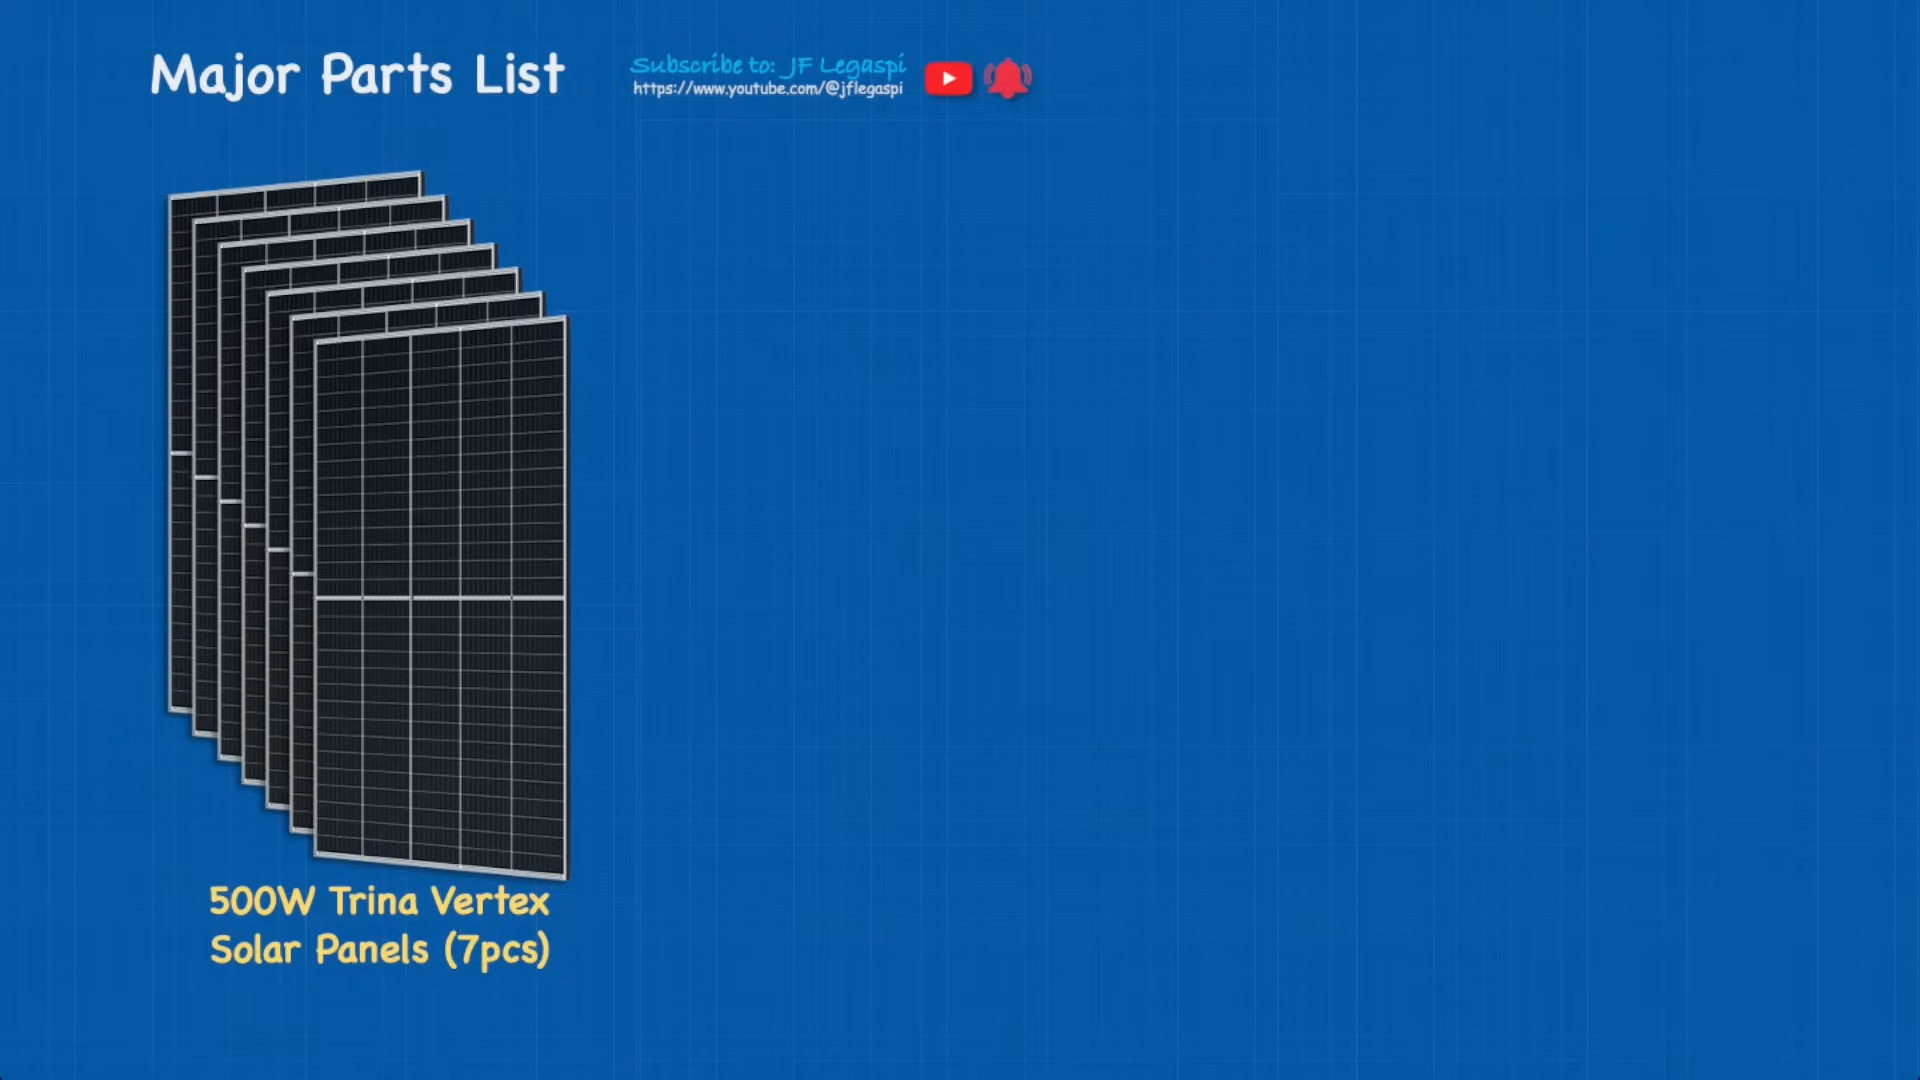 Major Parts List
Subscribe to: JF Legaspi
https://www.youtube.com/@jflegaspi
500W Trina Vertex
Solar Panels (7pcs)